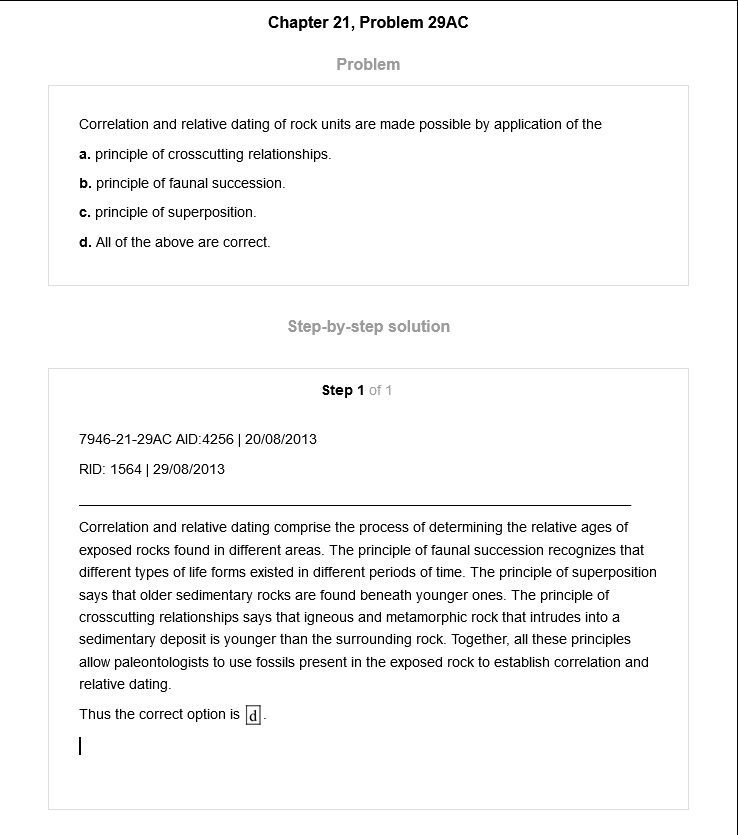 Chapter 21, Problem 29AC
Problem
Correlation and relative dating of rock units are made possible by application of the
a. principle of crosscutting relationships.
b. principle of faunal succession.
c. principle of superposition.
d. All of the above are correct.
Step-by-step solution
Step 1 of 1
7946-21-29AC AID:4256 | 20/08/2013
RID: 1564 | 29/08/2013
Correlation and relative dating comprise the process of determining the relative ages of
exposed rocks found in different areas. The principle of faunal succession recognizes that
different types of life forms existed in different periods of time. The principle of superposition
says that older sedimentary rocks are found beneath younger ones. The principle of
crosscutting relationships says that igneous and metamorphic rock that intrudes into a
sedimentary deposit is younger than the surrounding rock. Together, all these principles
allow paleontologists to use fossils present in the exposed rock to establish correlation and
relative dating.
Thus the correct option is d.